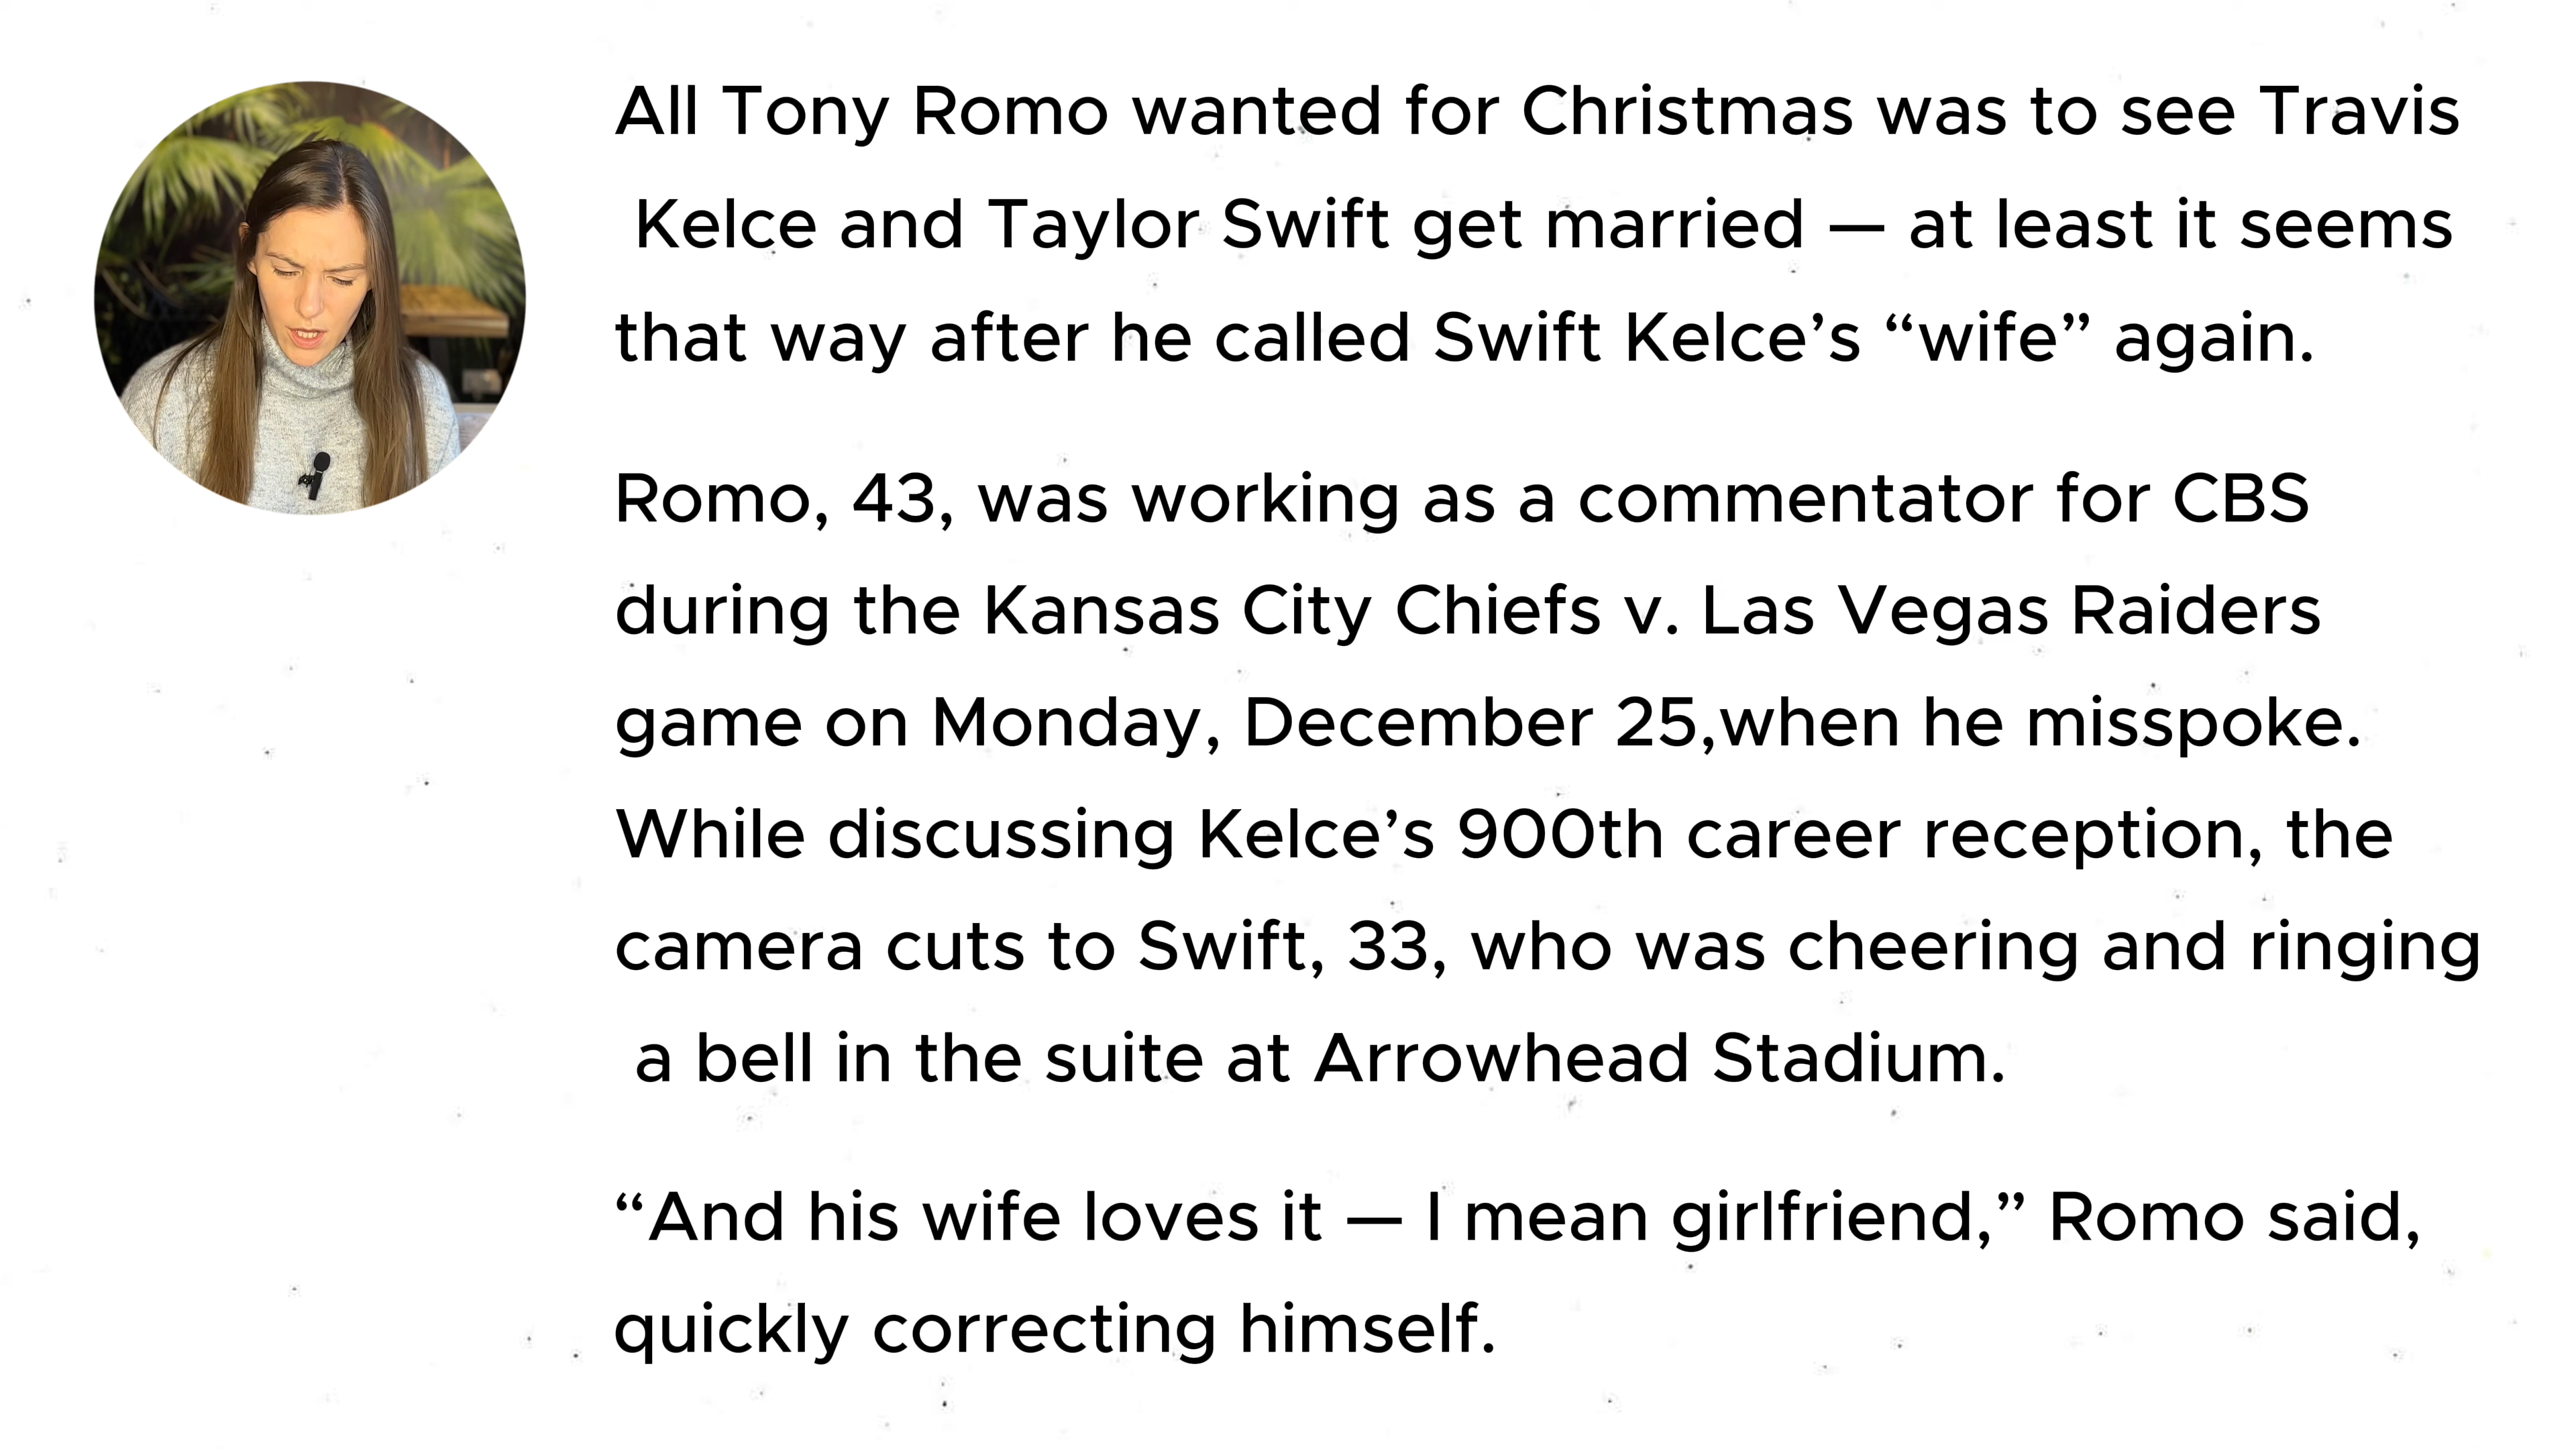 All Tony Romo wanted for Christmas was to see Travis
Kelce and Taylor Swift get married — at least it seems
that way after he called Swift Kelce’s “wife” again.
Romo, 43, was working as a commentator for CBS
during the Kansas City Chiefs v. Las Vegas Raiders
game on Monday, December 25,when he misspoke.
While discussing Kelce’s 900th career reception, the
camera cuts to Swift, 33, who was cheering and ringing
a bell in the suite at Arrowhead Stadium.
“And his wife loves it — I mean girlfriend,” Romo said,
quickly correcting himself.